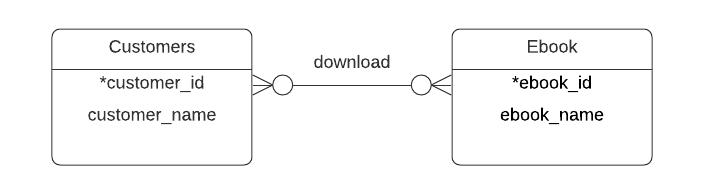 Customers
*customer_id
customer_name
download
Ebook
*ebook_id
ebook_name